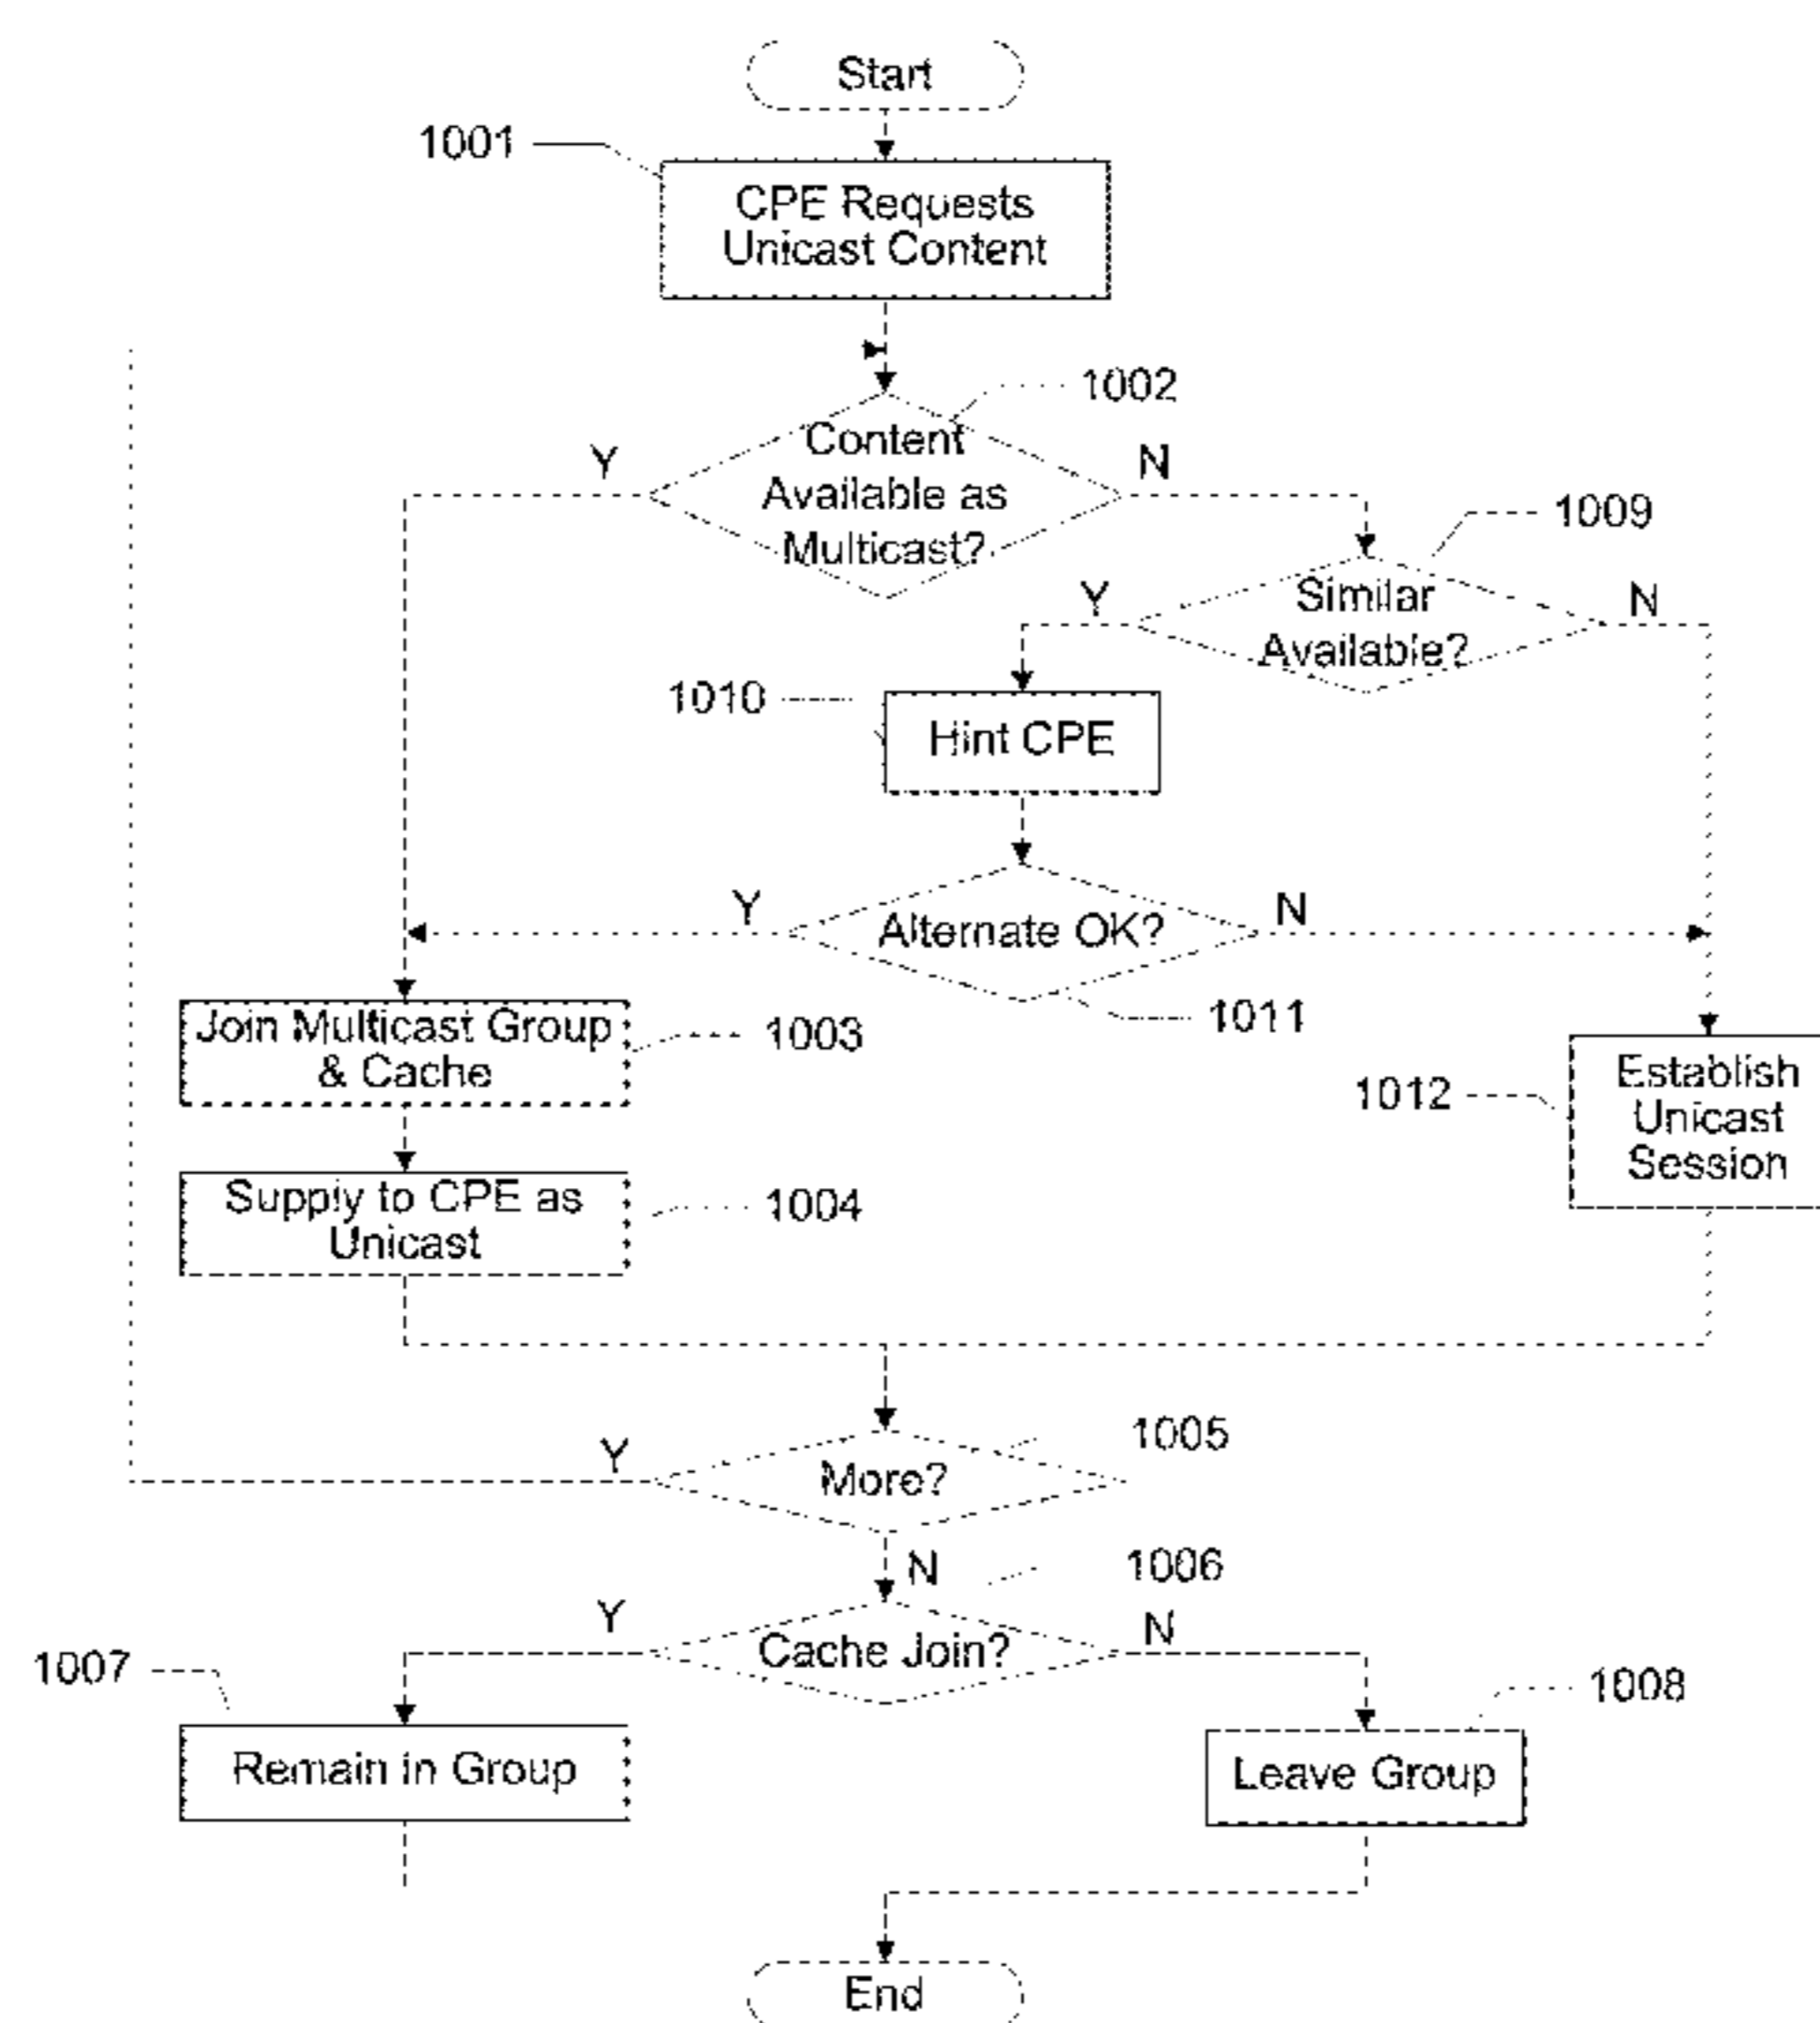 Start
1001
CPE Requests
Unicast Content
1002
Content
Available as
Multicast?
Y
N
1009
Similar
Available?
Y
N
1010
Hint CPE
Alternate OK?
Y
N
1011
Join Multicast Group
& Cache
1003
Establish
Unicast
Session
1012
Supply to CPE as
Unicast
1004
More?
1005
Y
N
1006
Cache Join?
Y
N
1007
Remain in Group
1008
Leave Group
End